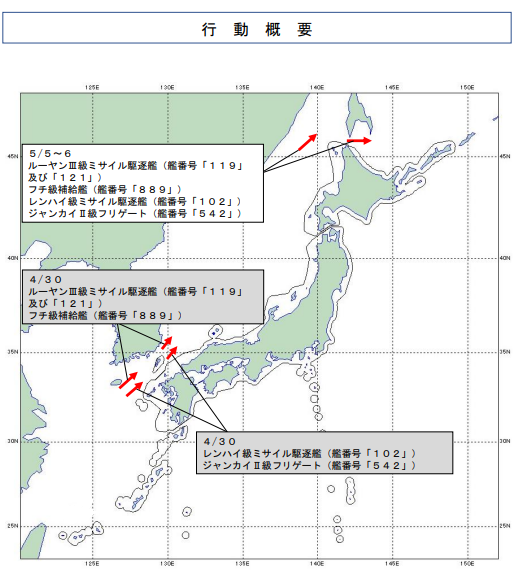 行動概要
125E 130E 135E 140E 145E 150E
5/5~6
ルーヤンⅢ級ミサイル駆逐艦(艦番号「119」
及び「121」)
フチ級補給艦(艦番号「889」)
レンハイ級ミサイル駆逐艦(艦番号「102」)
ジャンカイⅡ級フリゲート(艦番号「542」)
45N 45N
40N 40N
4/30
ルーヤンⅢ級ミサイル駆逐艦(艦番号「119」
及び「121」)
フチ級補給艦(艦番号「889」)
35N 35N
4/30
レンハイ級ミサイル駆逐艦(艦番号「102」)
ジャンカイⅡ級フリゲート(艦番号「542」)
30N 30N
25N 25N
125E 130E 135E 140E 145E 150E